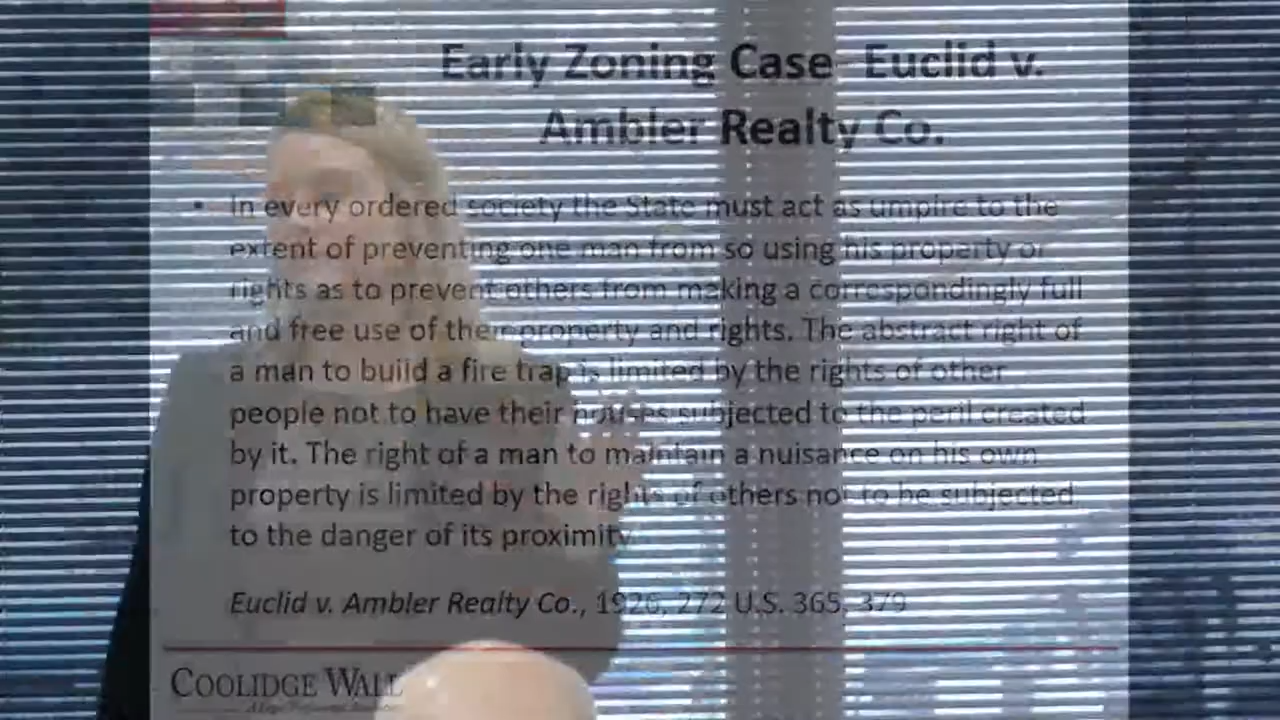 Early Zoning Case Euclid v.
Ambler Realty Co.
• In every ordered society the State must act as umpire to the
extent of preventing one man from so using his property or
rights as to prevent others from making a correspondingly full
and free use of their property and rights. The abstract right of
a man to build a fire trap is limited by the rights of other
people not to have their houses subjected to the peril created
by it. The right of a man to maintain a nuisance on his own
property is limited by the rights of others not to be subjected
to the danger of its proximity
Euclid v. Ambler Realty Co., 1926, 272 U.S. 365, 379
COOLIDGE WALL